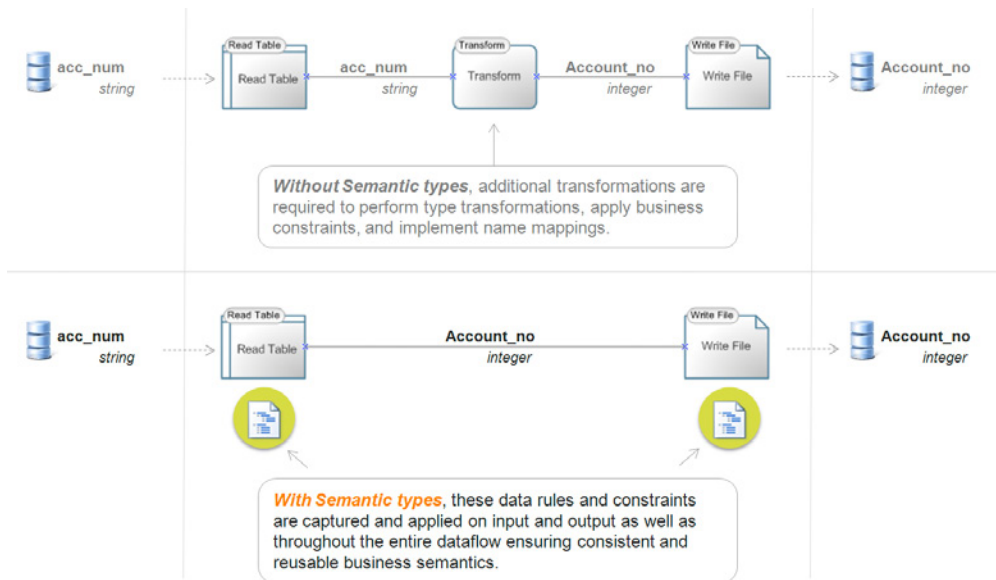 Read Table
Transform
Write File
acc_num
string
Read Table
acc_num
string
Transform
Account_no
integer
Write File
Account_no
integer
Without Semantic types, additional transformations are
required to perform type transformations, apply business
constraints, and implement name mappings.
Read Table
Write File
acc_num
string
Read Table
Account_no
integer
Write File
Account_no
integer
With Semantic types, these data rules and constraints
are captured and applied on input and output as well as
throughout the entire dataflow ensuring consistent and
reusable business semantics.